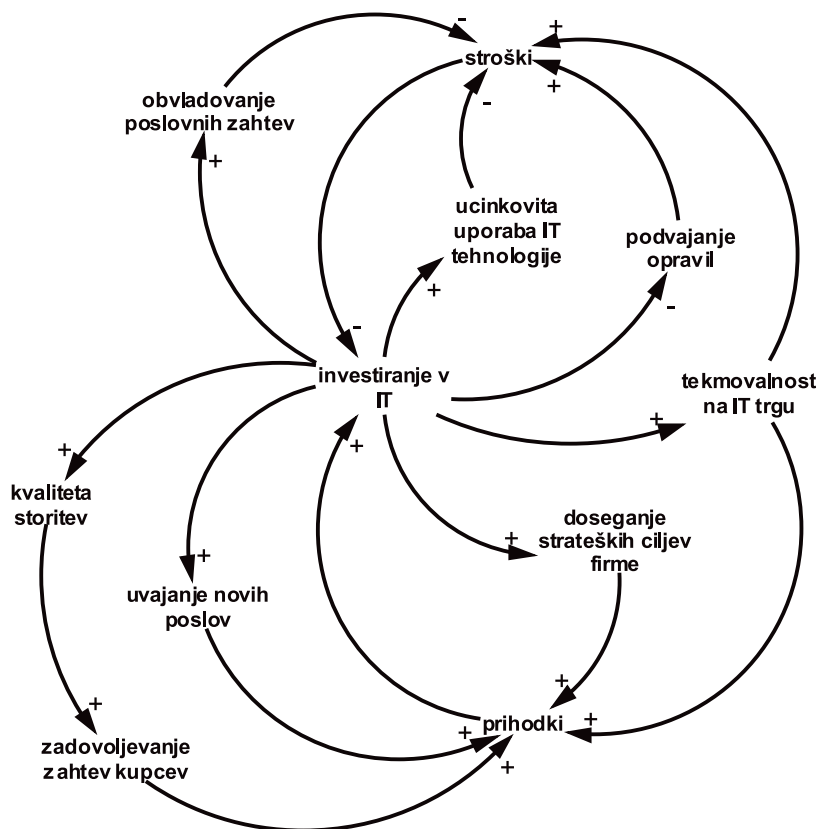 -
+
stroški
+
-
obvladovanje
poslovnih zahtev
+
ucinkovita
uporaba IT
tehnologije
+
podvajanje
opravil
-
-
investiranje v
IT
+
tekmovalnost
na IT trgu
+
+
kvaliteta
storitev
doseganje
strateških ciljev
firme
+
+
uvajanje novih
poslov
+
+
prihodki
+
+
+
zadovoljevanje
zahtev kupcev